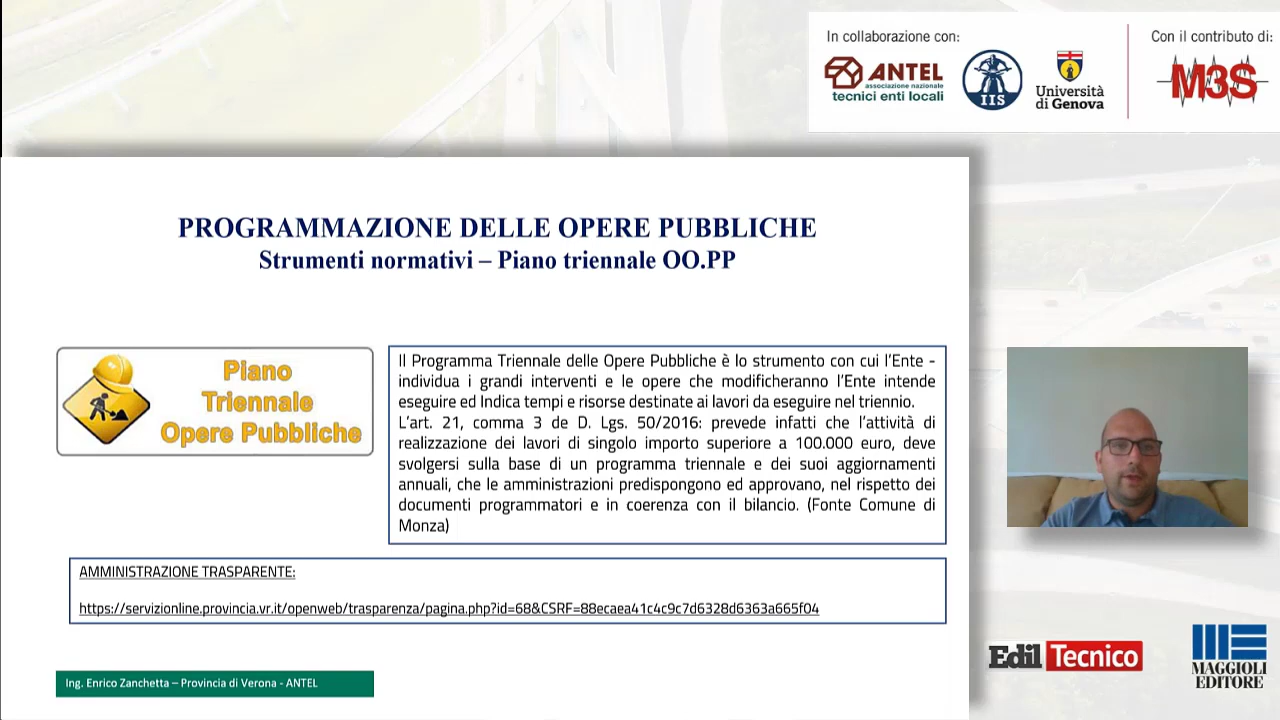 In collaborazione con:
Con il contributo di:
ANTEL
associazione nazionale
tecnici enti locali
IIS
Università
di Genova
M3S
PROGRAMMAZIONE DELLE OPERE PUBBLICHE
Strumenti normativi – Piano triennale OO.PP
Piano
Triennale
Opere Pubbliche
Il Programma Triennale delle Opere Pubbliche è lo strumento con cui l'Ente -
individua i grandi interventi e le opere che modificheranno l'Ente intende
eseguire ed Indica tempi e risorse destinate ai lavori da eseguire nel triennio.
L'art. 21, comma 3 de D. Lgs. 50/2016: prevede infatti che l'attività di
realizzazione dei lavori di singolo importo superiore a 100.000 euro, deve
svolgersi sulla base di un programma triennale e dei suoi aggiornamenti
annuali, che le amministrazioni predispongono ed approvano, nel rispetto dei
documenti programmatori e in coerenza con il bilancio. (Fonte Comune di
Monza)
AMMINISTRAZIONE TRASPARENTE:
https://servizionline.provincia.vr.it/openweb/trasparenza/pagina.php?id=68&CSRF=88ecaea41c4c9c7d6328d6363a665f04
Ing. Enrico Zanchetta – Provincia di Verona - ANTEL
Edil Tecnico
MAGGIOLI
EDITORE